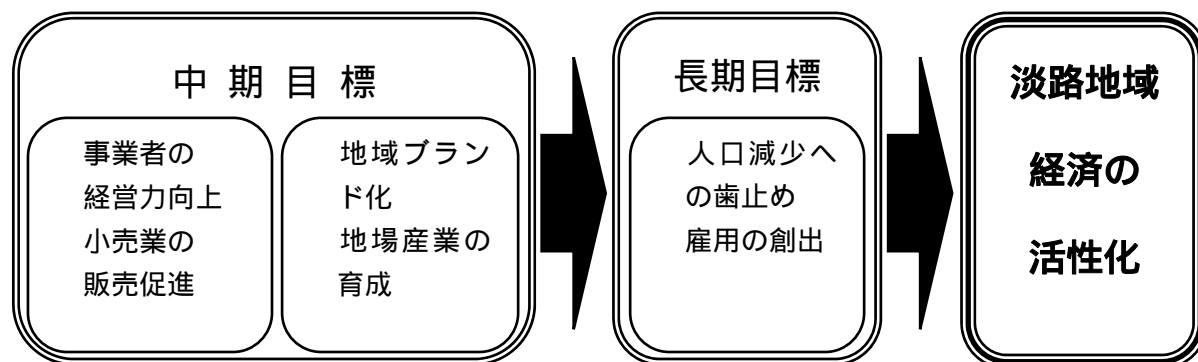 中期目標
事業者の
経営力向上
小売業の
販売促進
地域ブラン
ド化
地場産業の
育成
長期目標
人口減少へ
の歯止め
雇用の創出
淡路地域
経済の
活性化